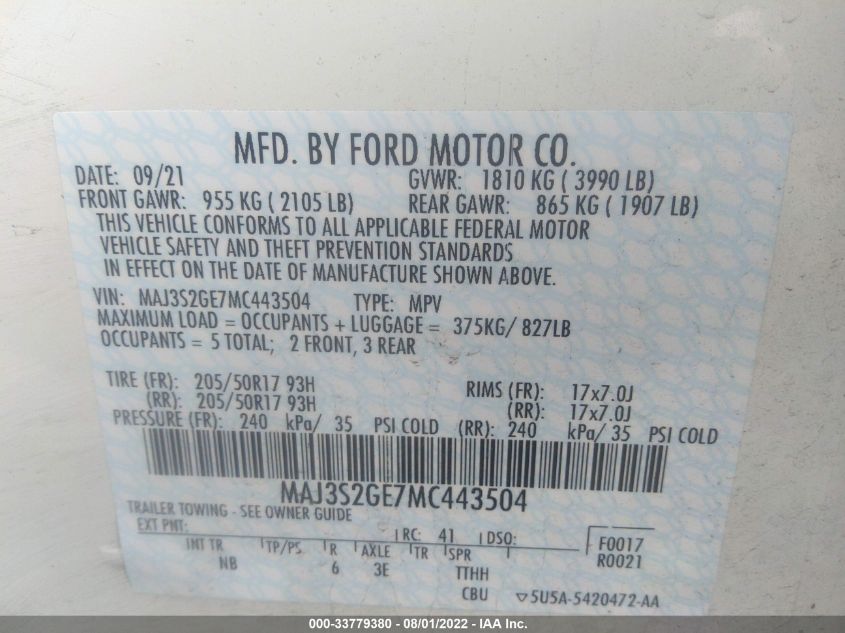 MFD. BY FORD MOTOR CO.
DATE: 09/21 GVWR: 1810 KG ( 3990 LB)
FRONT GAWR: 955 KG ( 2105 LB) REAR GAWR: 865 KG ( 1907 LB)
THIS VEHICLE CONFORMS TO ALL APPLICABLE FEDERAL MOTOR
VEHICLE SAFETY AND THEFT PREVENTION STANDARDS
IN EFFECT ON THE DATE OF MANUFACTURE SHOWN ABOVE.
VIN: MAJ3S2GE7MC443504 TYPE: MPV
MAXIMUM LOAD = OCCUPANTS + LUGGAGE = 375KG/ 827LB
OCCUPANTS = 5 TOTAL; 2 FRONT, 3 REAR
TIRE (FR): 205/50R17 93H RIMS (FR): 17x7.0J
(RR): 205/50R17 93H (RR): 17x7.0J
PRESSURE (FR): 240 kPa/ 35 PSI COLD (RR): 240 kPa/ 35 PSI COLD
MAJ3S2GE7MC443504
TRAILER TOWING - SEE OWNER GUIDE
EXT PNT: RC: 41 DSO: F0017
INT TR TP/PS R AXLE TR SPR R0021
NB 6 3E TTHH
CBU ▽5U5A-5420472-AA
000-33779380 - 08/01/2022 - IAA Inc.